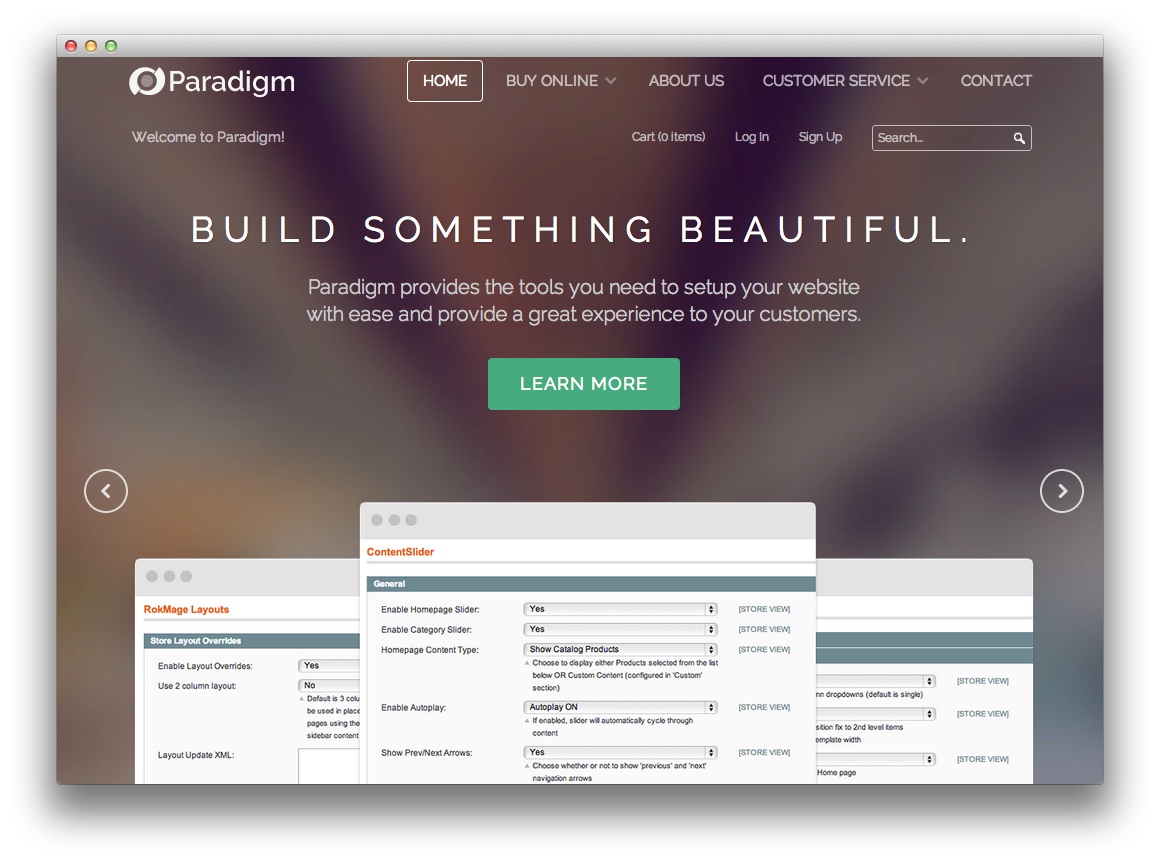 Paradigm
HOME
BUY ONLINE
ABOUT US
CUSTOMER SERVICE
CONTACT
Welcome to Paradigm!
Cart (0 items)
Log In
Sign Up
Search...
BUILD SOMETHING BEAUTIFUL.
Paradigm provides the tools you need to setup your website
with ease and provide a great experience to your customers.
LEARN MORE
ContentSlider
General
Enable Homepage Slider: Yes [STORE VIEW]
Enable Category Slider: Yes [STORE VIEW]
Homepage Content Type: Show Catalog Products [STORE VIEW]
Choose to display either Products selected from the list
below OR Custom Content (configured in 'Custom'
section)
Enable Autoplay: Autoplay ON [STORE VIEW]
If enabled, slider will automatically cycle through
content
Show Prev/Next Arrows: Yes [STORE VIEW]
Choose whether or not to show 'previous' and 'next'
navigation arrows
RokMage Layouts
Store Layout Overrides
Enable Layout Overrides: Yes
Use 2 column layout: No
Default is 3 colu
be used in place
pages using the
sidebar content
Layout Update XML:
[STORE VIEW]
nn dropdowns (default is single)
[STORE VIEW]
sition fix to 2nd level items
emplate width
[STORE VIEW]
Home page